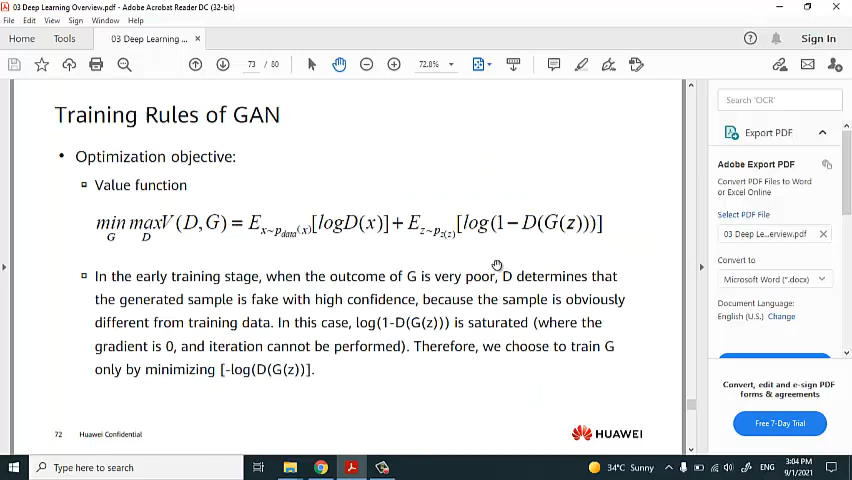 03 Deep Learning Overview.pdf - Adobe Acrobat Reader DC (32-bit)
File Edit View Sign Window Help
Home Tools 03 Deep Learning ... × Sign In
73 / 80 72.8%
Training Rules of GAN
• Optimization objective:
Value function
min max V(D, G) = E x~p data(x) [logD(x)] + E z~p z(z) [log(1 − D(G(z)))]
G D
In the early training stage, when the outcome of G is very poor, D determines that
the generated sample is fake with high confidence, because the sample is obviously
different from training data. In this case, log(1-D(G(z))) is saturated (where the
gradient is 0, and iteration cannot be performed). Therefore, we choose to train G
only by minimizing [-log(D(G(z))].
72 Huawei Confidential
HUAWEI
Search 'OCR'
Export PDF
Adobe Export PDF
Convert PDF Files to Word
or Excel Online
Select PDF File
03 Deep Le...erview.pdf
Convert to
Microsoft Word (*.docx)
Document Language:
English (U.S.) Change
Convert, edit and e-sign PDF
forms & agreements
Free 7-Day Trial
Type here to search
34°C Sunny
ENG
3:04 PM
9/1/2021